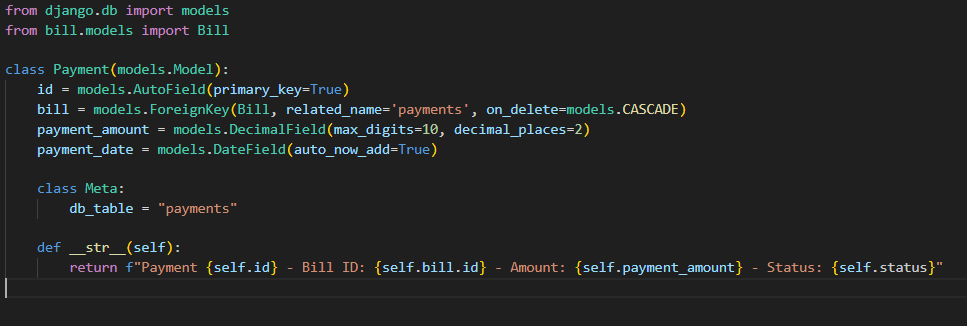 from django.db import models
from bill.models import Bill
class Payment(models.Model):
id = models.AutoField(primary_key=True)
bill = models.ForeignKey(Bill, related_name='payments', on_delete=models.CASCADE)
payment_amount = models.DecimalField(max_digits=10, decimal_places=2)
payment_date = models.DateField(auto_now_add=True)
class Meta:
db_table = "payments"
def __str__(self):
return f"Payment {self.id} - Bill ID: {self.bill.id} - Amount: {self.payment_amount} - Status: {self.status}"